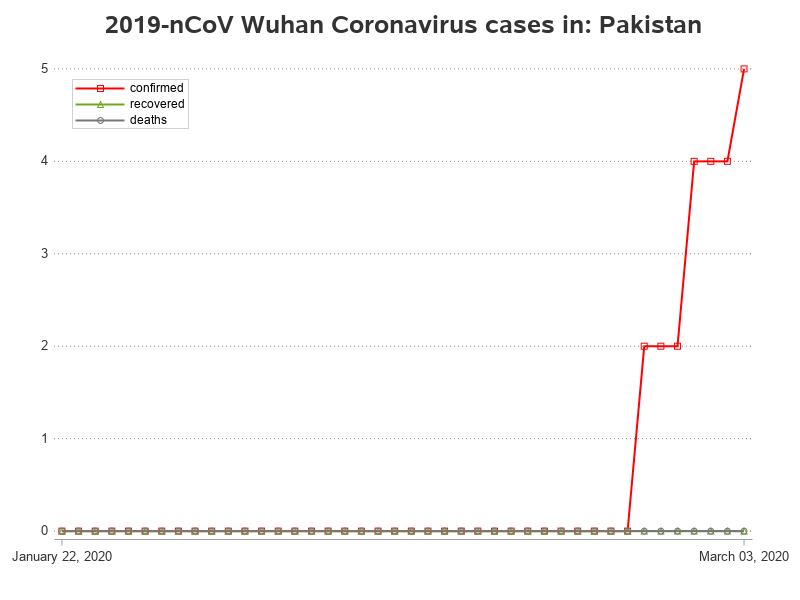 2019-nCoV Wuhan Coronavirus cases in: Pakistan
5
confirmed
recovered
deaths
4
3
2
1
0
January 22, 2020
March 03, 2020